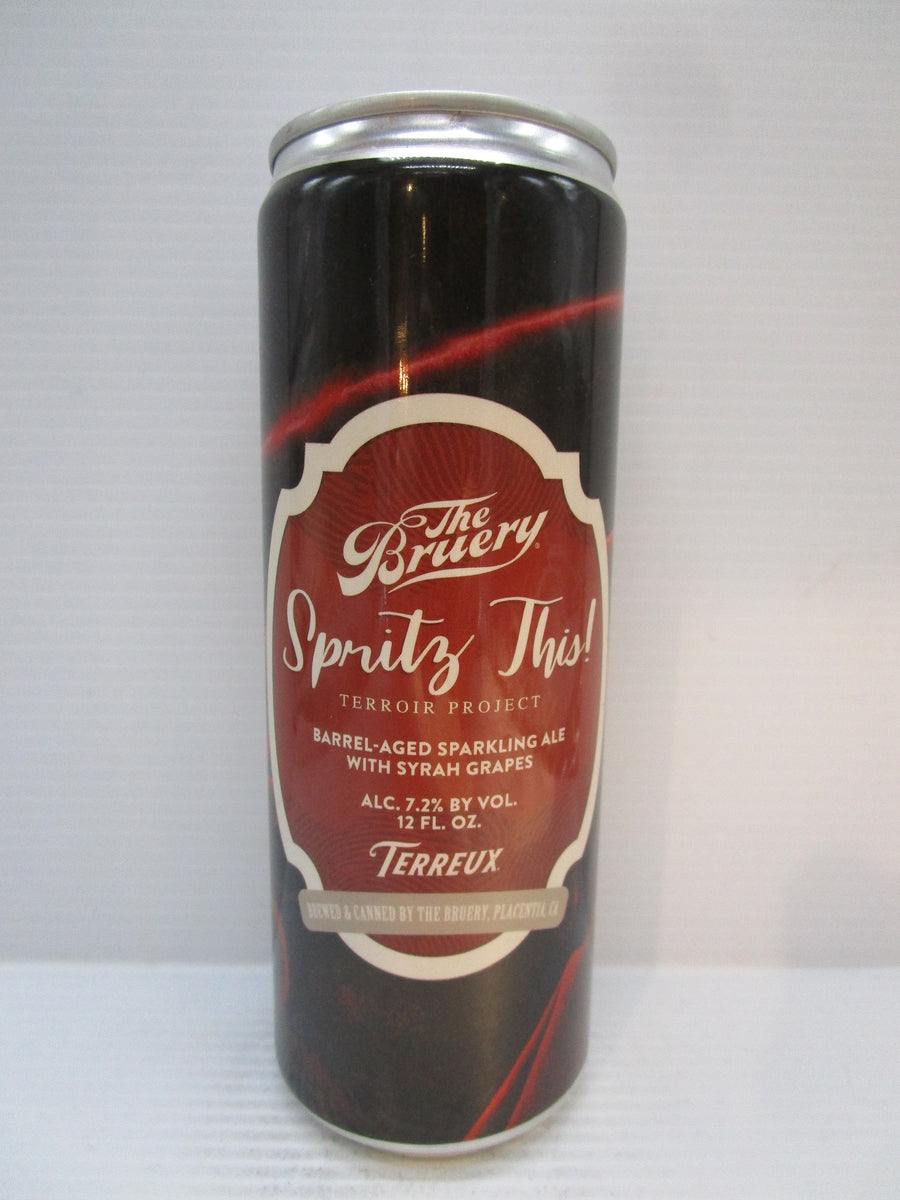 The
Bruery
Spritz This!
TERROIR PROJECT
BARREL-AGED SPARKLING ALE
WITH SYRAH GRAPES
ALC. 7.2% BY VOL.
12 FL. OZ.
TERREUX
BREWED & CANNED BY THE BRUERY, PLACENTIA, CA